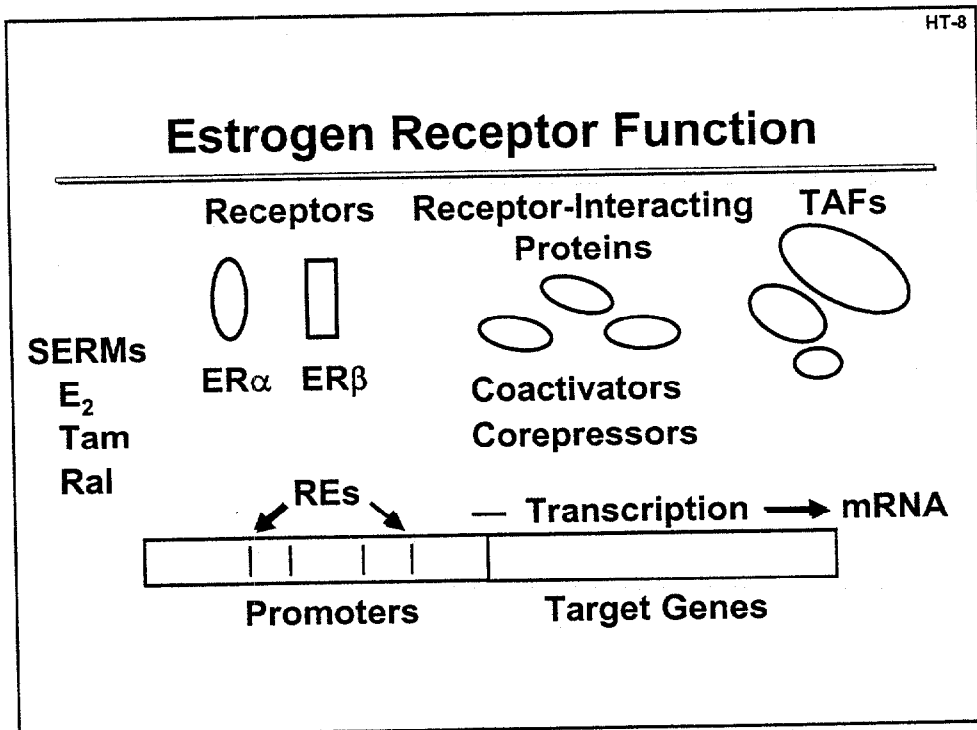 HT-8
Estrogen Receptor Function
Receptors
Receptor-Interacting
Proteins
TAFs
SERMs
E₂
Tam
Ral
ERα
ERβ
Coactivators
Corepressors
REs
Transcription
mRNA
Promoters
Target Genes